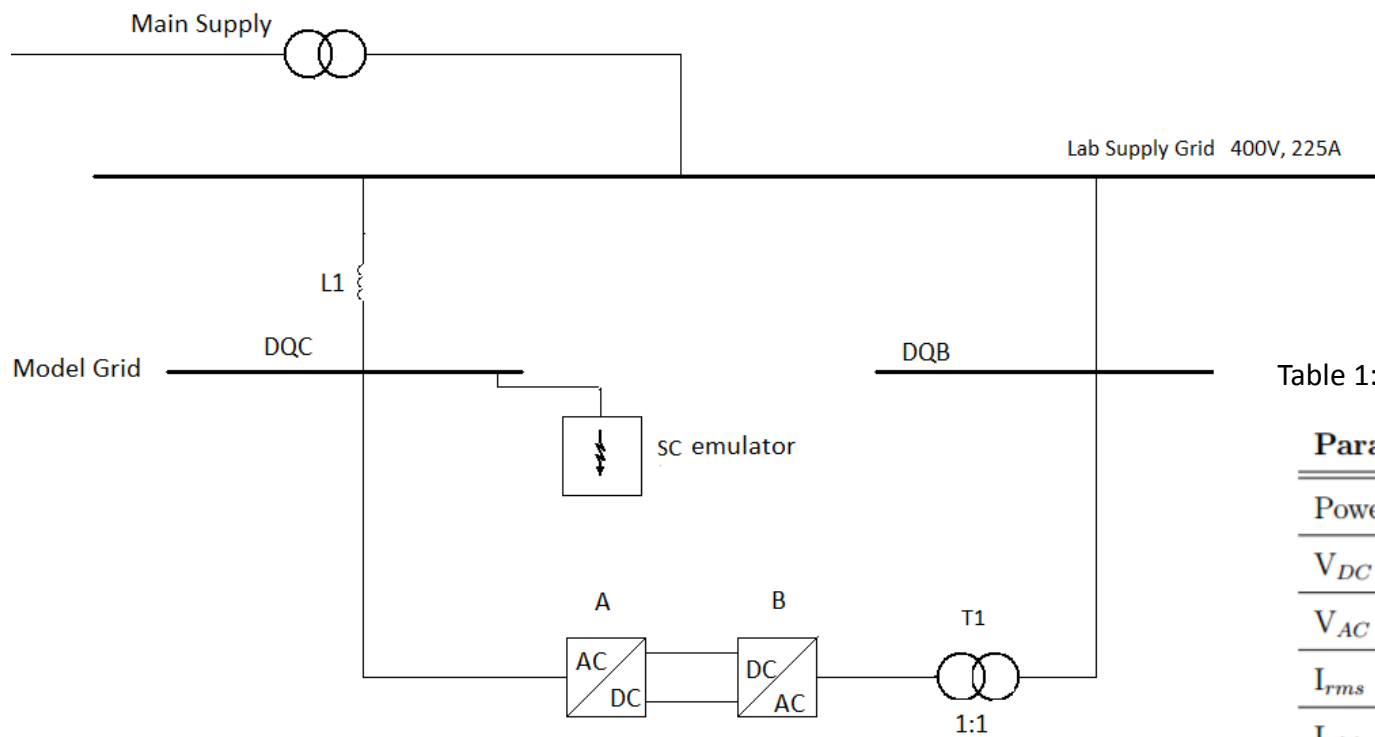 Main Supply
Lab Supply Grid 400V, 225A
L1
DQC
DQB
Model Grid
Table 1:
SC emulator
Para
Powe
V_DC
V_AC
I_rms
A
B
T1
AC
DC
DC
AC
1:1